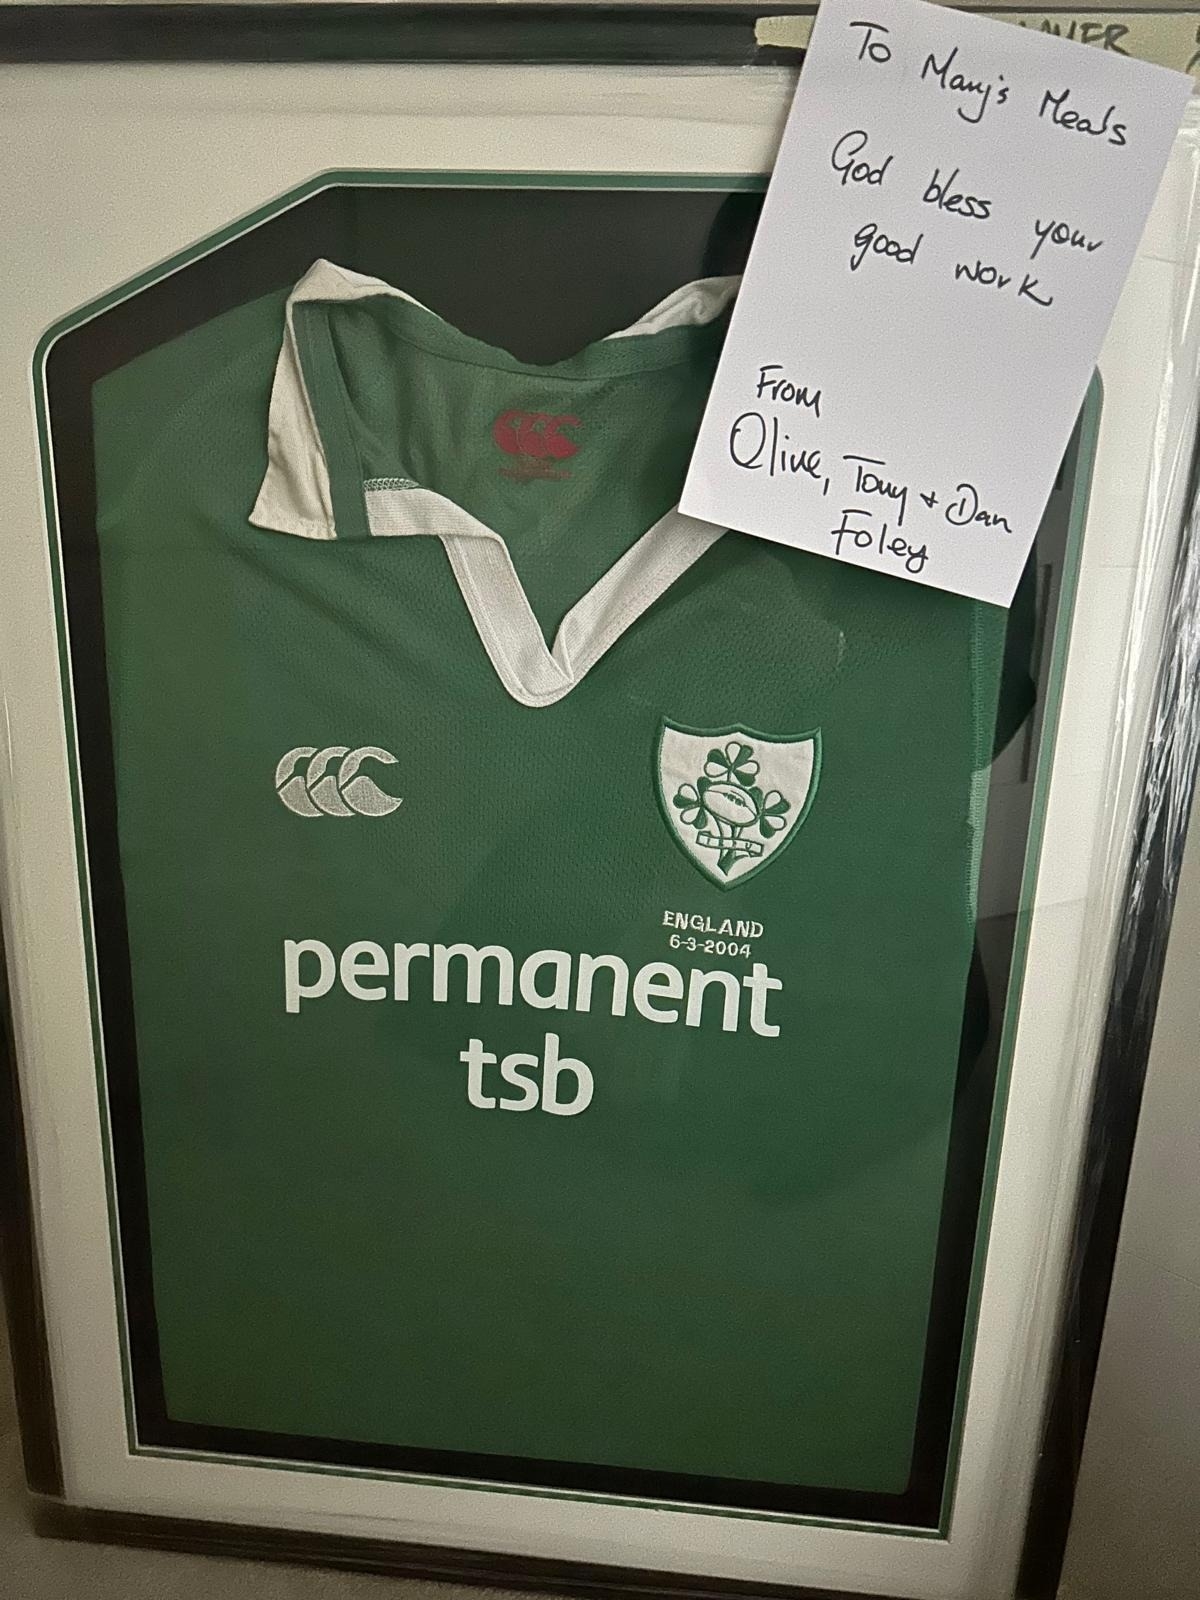 To Mary's Meals
God bless your
good work
From
Olive, Tony + Dan
Foley
ENGLAND
6-3-2004
permanent
tsb